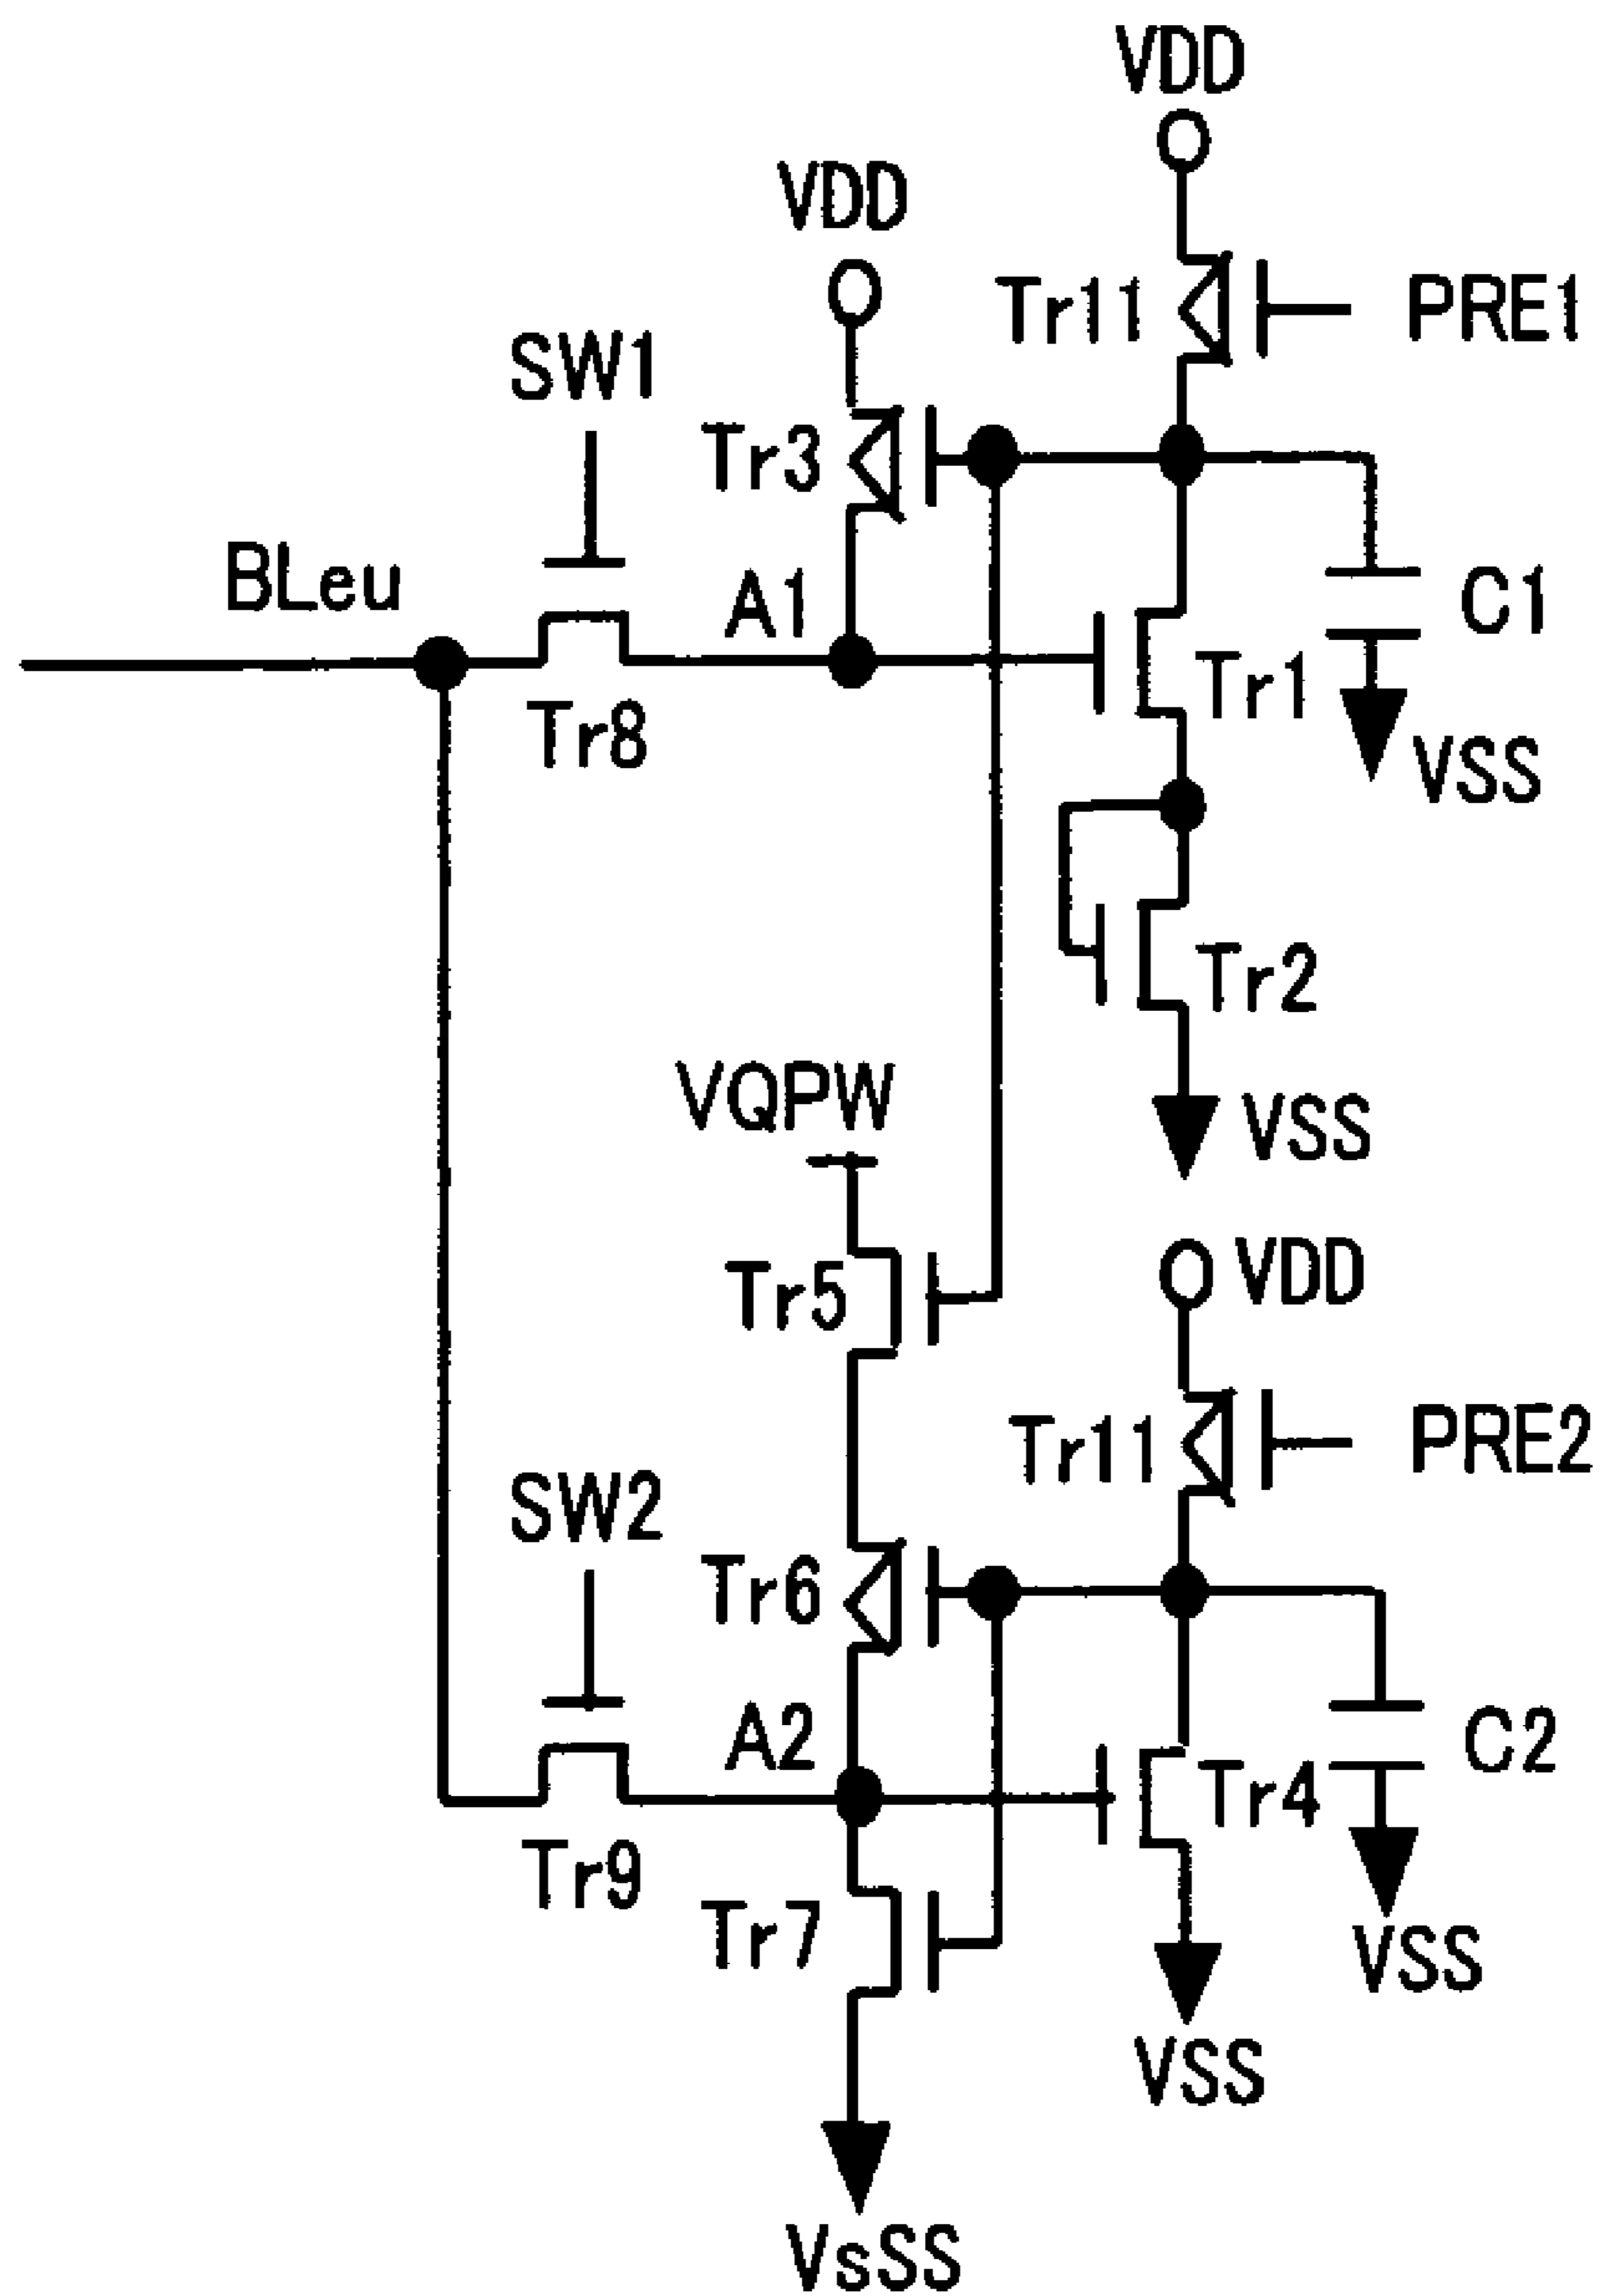 VDD
VDD
Tr11
PRE1
SW1
Tr3
BLeu
A1
C1
Tr8
Tr1
VSS
Tr2
VQPW
VSS
Tr5
VDD
Tr11
PRE2
SW2
Tr6
A2
Tr4
C2
Tr9
Tr7
VSS
VSS
VsSS